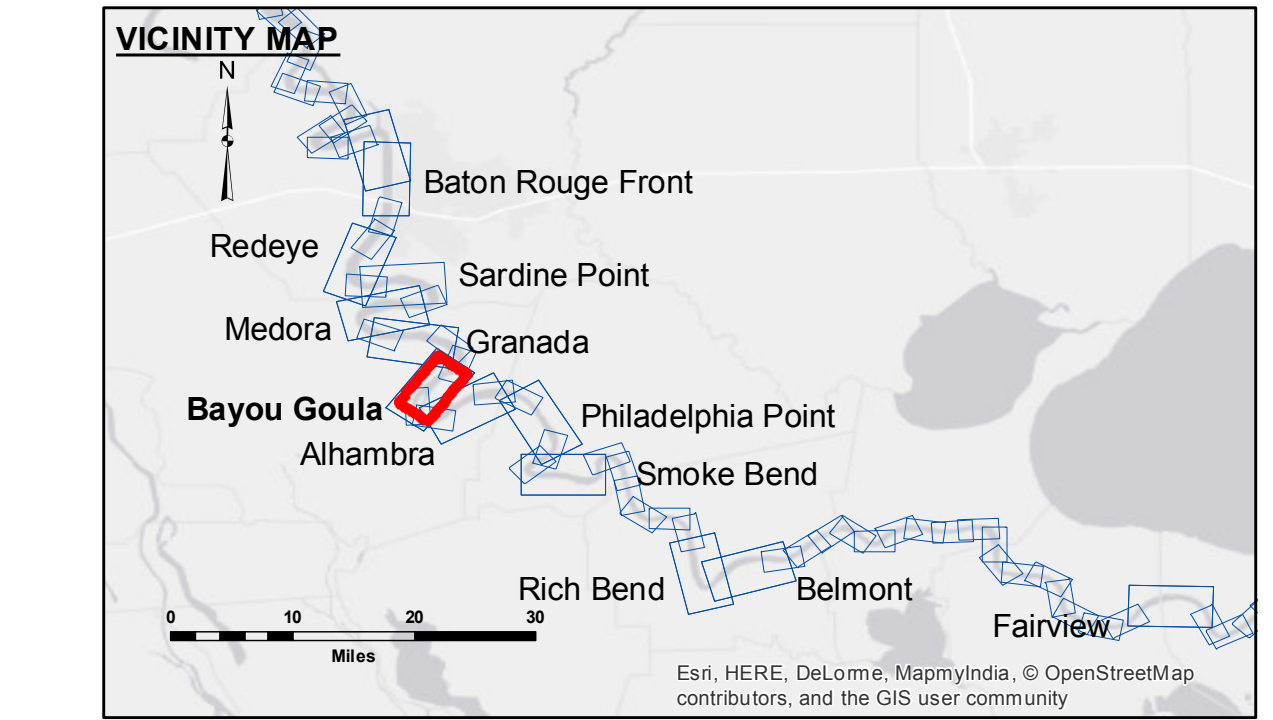 VICINITY MAP
N
Baton Rouge Front
Redeye
Sardine Point
Medora
Granada
Bayou Goula
Philadelphia Point
Alhambra
Smoke Bend
Rich Bend
Belmont
Fairview
0 10 20 30
Miles
Esri, HERE, DeLorme, MapmyIndia, © OpenStreetMap
contributors, and the GIS user community